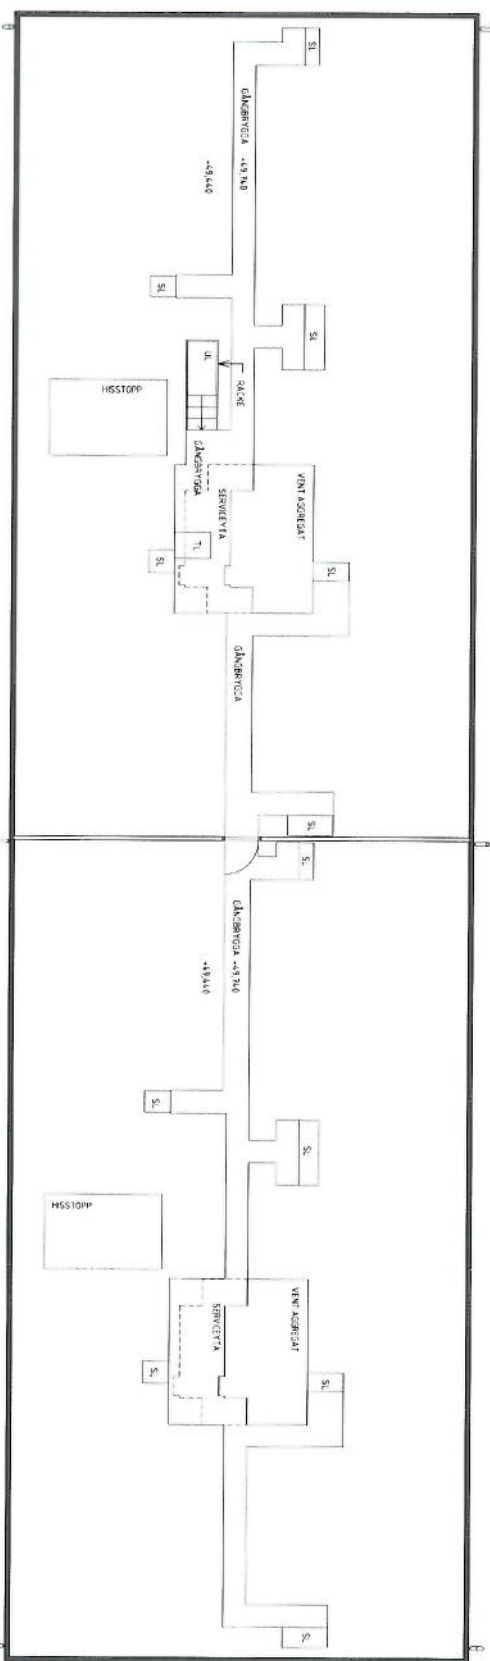 SL
GÅNGBRYGGA +49,740
+49,440
SL
SL
UL
RÄCKE
HISSTOPP
GÅNGBRYGGA
SERVICEYTA
VENT AGGREGAT
TL
SL
SL
GÅNGBRYGGA
SL
SL
GÅNGBRYGGA +49,740
+49,440
SL
SL
HISSTOPP
VENT AGGREGAT
SERVICEYTA
SL
SL
SL